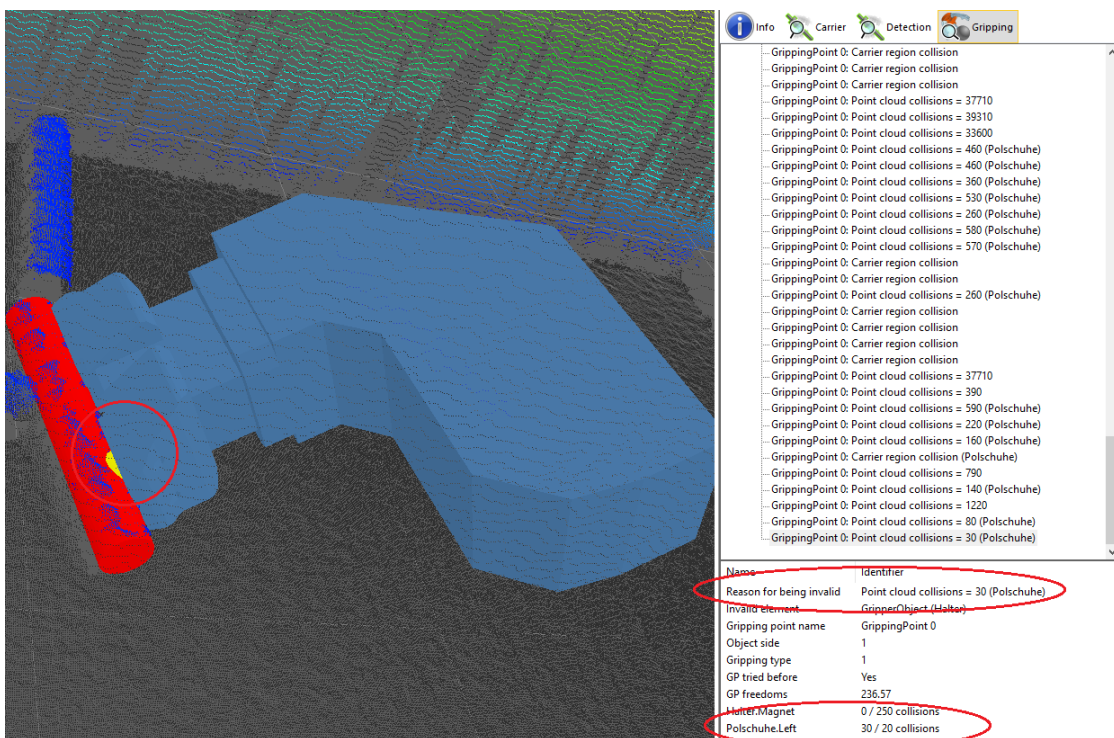 Info Carrier Detection Gripping
GrippingPoint 0: Carrier region collision
GrippingPoint 0: Carrier region collision
GrippingPoint 0: Carrier region collision
GrippingPoint 0: Point cloud collisions = 37710
GrippingPoint 0: Point cloud collisions = 39310
GrippingPoint 0: Point cloud collisions = 33600
GrippingPoint 0: Point cloud collisions = 460 (Polschuhe)
GrippingPoint 0: Point cloud collisions = 460 (Polschuhe)
GrippingPoint 0: Point cloud collisions = 360 (Polschuhe)
GrippingPoint 0: Point cloud collisions = 530 (Polschuhe)
GrippingPoint 0: Point cloud collisions = 260 (Polschuhe)
GrippingPoint 0: Point cloud collisions = 580 (Polschuhe)
GrippingPoint 0: Point cloud collisions = 570 (Polschuhe)
GrippingPoint 0: Carrier region collision
GrippingPoint 0: Carrier region collision
GrippingPoint 0: Point cloud collisions = 260 (Polschuhe)
GrippingPoint 0: Carrier region collision
GrippingPoint 0: Carrier region collision
GrippingPoint 0: Carrier region collision
GrippingPoint 0: Carrier region collision
GrippingPoint 0: Point cloud collisions = 37710
GrippingPoint 0: Point cloud collisions = 390
GrippingPoint 0: Point cloud collisions = 590 (Polschuhe)
GrippingPoint 0: Point cloud collisions = 220 (Polschuhe)
GrippingPoint 0: Point cloud collisions = 160 (Polschuhe)
GrippingPoint 0: Carrier region collision (Polschuhe)
GrippingPoint 0: Point cloud collisions = 790
GrippingPoint 0: Point cloud collisions = 140 (Polschuhe)
GrippingPoint 0: Point cloud collisions = 1220
GrippingPoint 0: Point cloud collisions = 80 (Polschuhe)
GrippingPoint 0: Point cloud collisions = 30 (Polschuhe)
Name Identifier
Reason for being invalid Point cloud collisions = 30 (Polschuhe)
Invalid element GripperObject (Halter)
Gripping point name GrippingPoint 0
Object side 1
Gripping type 1
GP tried before Yes
GP freedoms 236.57
Halter.Magnet 0 / 250 collisions
Polschuhe.Left 30 / 20 collisions